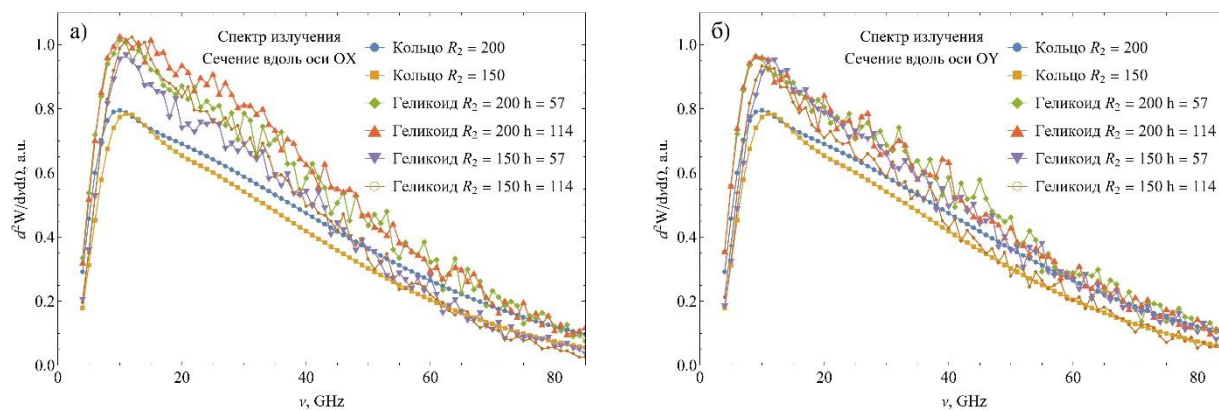 а)
Спектр излучения
Сечение вдоль оси OX
Кольцо R₂ = 200
Кольцо R₂ = 150
Геликоид R₂ = 200 h = 57
Геликоид R₂ = 200 h = 114
Геликоид R₂ = 150 h = 57
Геликоид R₂ = 150 h = 114
d²W/dνdΩ, a.u.
1.0
0.8
0.6
0.4
0.2
0.0
0
20
40
60
80
ν, GHz
б)
Спектр излучения
Сечение вдоль оси OY
Кольцо R₂ = 200
Кольцо R₂ = 150
Геликоид R₂ = 200 h = 57
Геликоид R₂ = 200 h = 114
Геликоид R₂ = 150 h = 57
Геликоид R₂ = 150 h = 114
d²W/dνdΩ, a.u.
1.0
0.8
0.6
0.4
0.2
0.0
0
20
40
60
80
ν, GHz